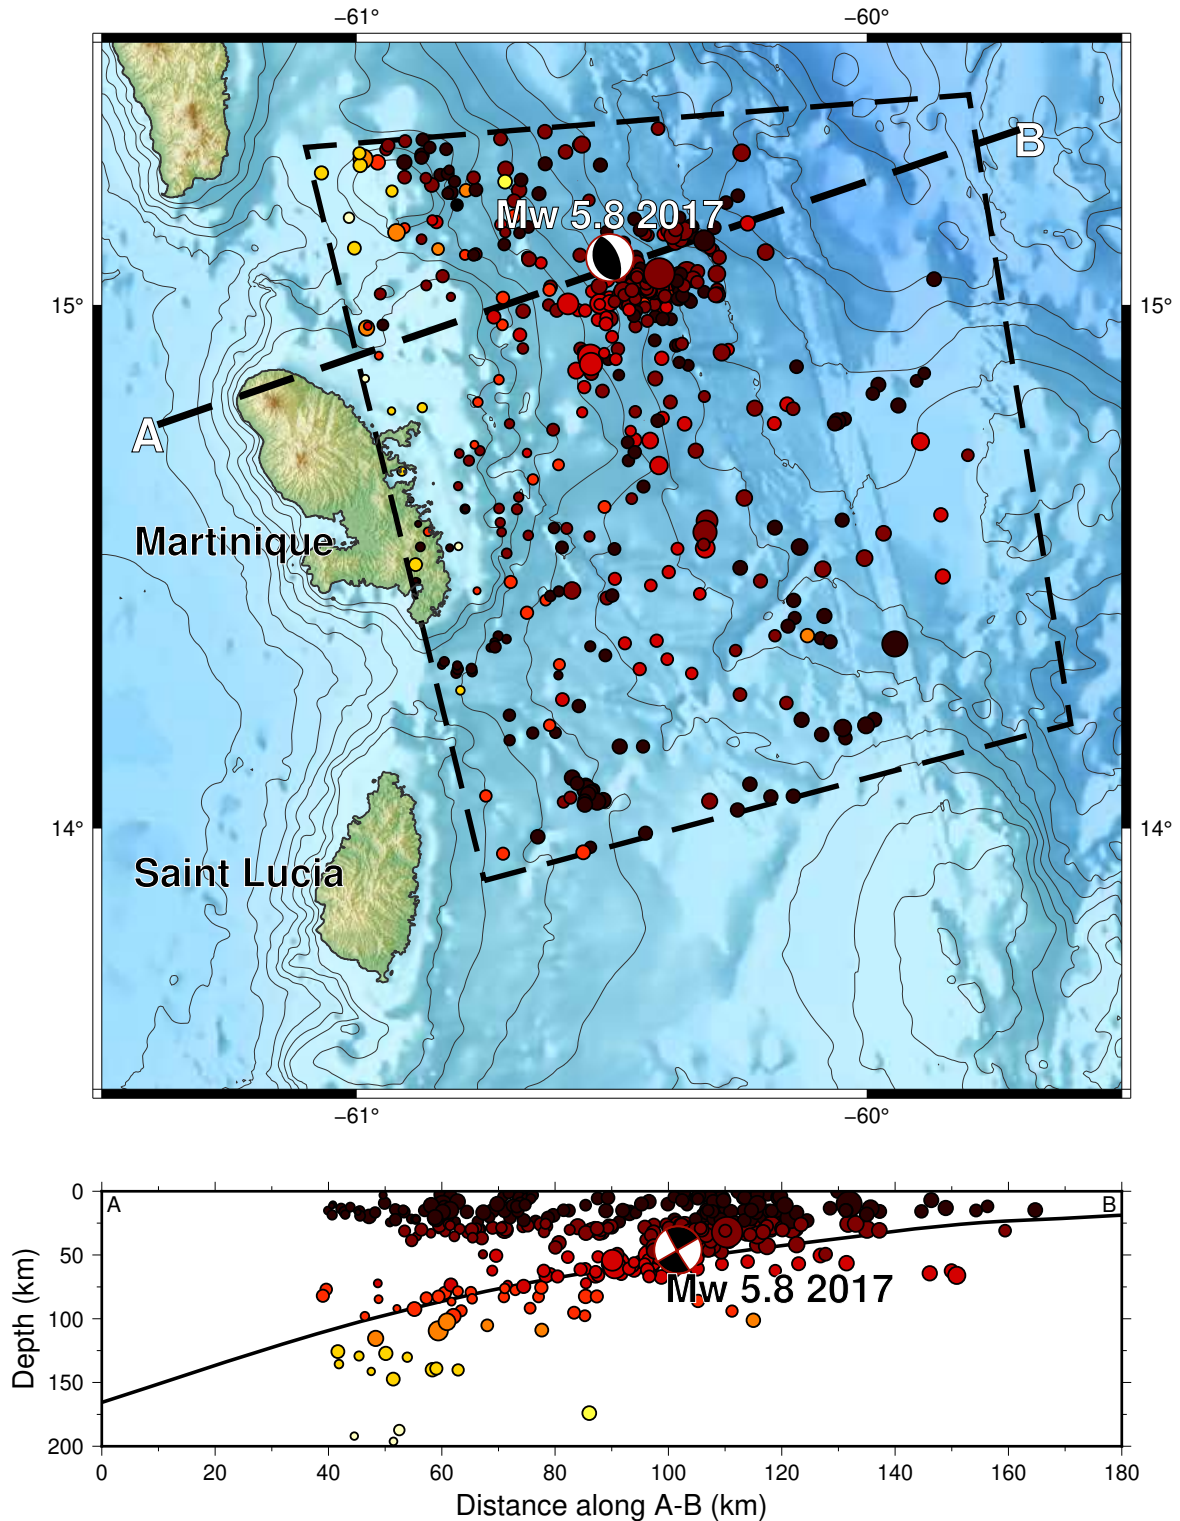 −61° −60°
B
Mw 5.8 2017
15° 15°
A
Martinique
14° 14°
Saint Lucia
−61° −60°
0 A B
50
Mw 5.8 2017
100
150
200
Depth (km)
0 20 40 60 80 100 120 140 160 180
Distance along A-B (km)